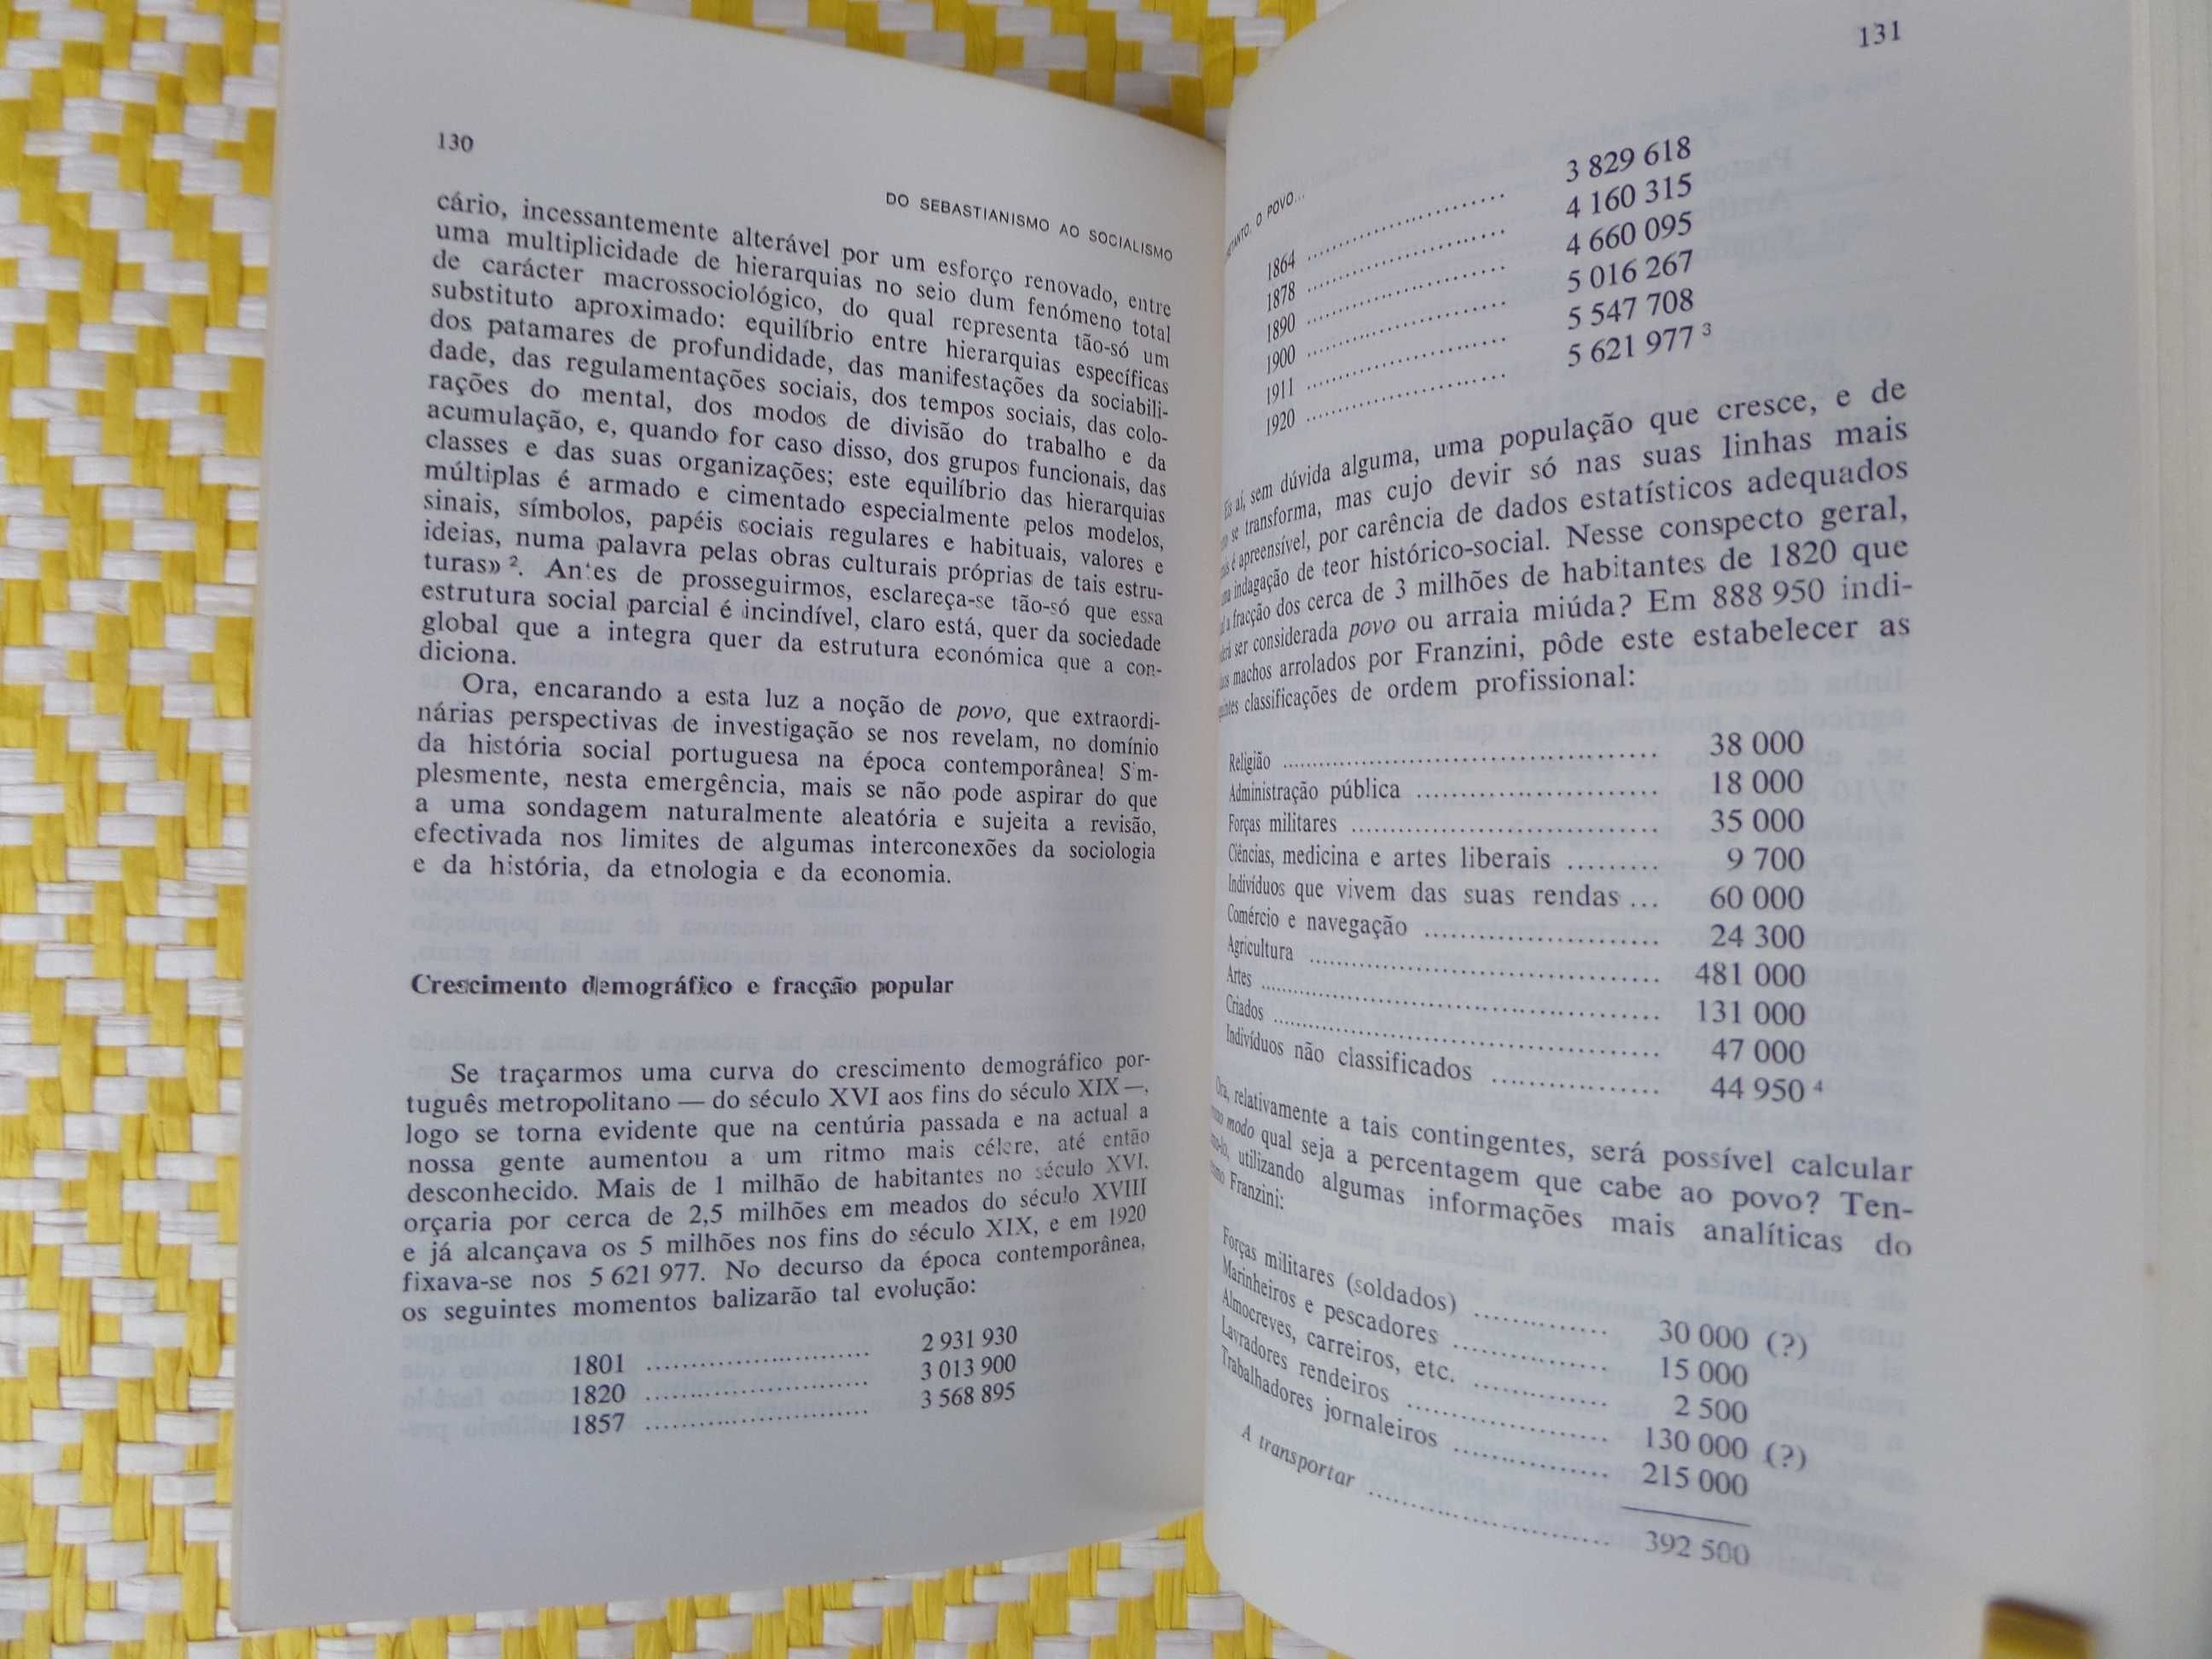 130
DO SEBASTIANISMO AO SOCIALISMO
cário, incessantemente alterável por um esforço renovado, entre
uma multiplicidade de hierarquias no seio dum fenómeno total
de carácter macrossociológico, do qual representa tão-só um
substituto aproximado: equilíbrio entre hierarquias específicas
dos patamares de profundidade, das manifestações da sociabili-
dade, das regulamentações sociais, dos tempos sociais, das colo-
rações do mental, dos modos de divisão do trabalho e da
acumulação, e, quando for caso disso, dos grupos funcionais, das
classes e das suas organizações; este equilíbrio das hierarquias
múltiplas é armado e cimentado especialmente pelos modelos,
sinais, símbolos, papéis sociais regulares e habituais, valores e
ideias, numa palavra pelas obras culturais próprias de tais estru-
turas» ². Antes de prosseguirmos, esclareça-se tão-só que essa
estrutura social parcial é incindível, claro está, quer da sociedade
global que a integra quer da estrutura económica que a con-
diciona.
Ora, encarando a esta luz a noção de povo, que extraordi-
nárias perspectivas de investigação se nos revelam, no domínio
da história social portuguesa na época contemporânea! Sim-
plesmente, nesta emergência, mais se não pode aspirar do que
a uma sondagem naturalmente aleatória e sujeita a revisão,
efectivada nos limites de algumas interconexões da sociologia
e da história, da etnologia e da economia.
Crescimento demográfico e fracção popular
Se traçarmos uma curva do crescimento demográfico por-
tuguês metropolitano — do século XVI aos fins do século XIX —,
logo se torna evidente que na centúria passada e na actual a
nossa gente aumentou a um ritmo mais célere, até então
desconhecido. Mais de 1 milhão de habitantes no século XVI,
orçaria por cerca de 2,5 milhões em meados do século XVIII
e já alcançava os 5 milhões nos fins do século XIX, e em 1920
fixava-se nos 5 621 977. No decurso da época contemporânea,
os seguintes momentos balizarão tal evolução:
1801 ........................... 2 931 930
1820 ........................... 3 013 900
1857 ........................... 3 568 895
131
O POVO...
1864 ........................... 3 829 618
1878 ........................... 4 160 315
1890 ........................... 4 660 095
1900 ........................... 5 016 267
1911 ........................... 5 547 708
1920 ........................... 5 621 977 ³
Eis aí, sem dúvida alguma, uma população que cresce, e de
se transforma, mas cujo devir só nas suas linhas mais
é apreensível, por carência de dados estatísticos adequados
indagação de teor histórico-social. Nesse conspecto geral,
a fracção dos cerca de 3 milhões de habitantes de 1820 que
ser considerada povo ou arraia miúda? Em 888 950 indi-
machos arrolados por Franzini, pôde este estabelecer as
classificações de ordem profissional:
Religião ........................... 38 000
Administração pública ........................... 18 000
Forças militares ........................... 35 000
Ciências, medicina e artes liberais ......... 9 700
Indivíduos que vivem das suas rendas ... 60 000
Comércio e navegação ........................... 24 300
Agricultura ........................... 481 000
Artes ........................... 131 000
Criados ........................... 47 000
Indivíduos não classificados ................. 44 950 ⁴
Ora, relativamente a tais contingentes, será possível calcular
modo qual seja a percentagem que cabe ao povo? Ten-
utilizando algumas informações mais analíticas do
Franzini:
Forças militares (soldados) .............. 30 000 (?)
Marinheiros e pescadores ................ 15 000
Almocreves, carreiros, etc. .............. 2 500
Lavradores rendeiros ..................... 130 000 (?)
Trabalhadores jornaleiros ................ 215 000
A transportar ........................... 392 500